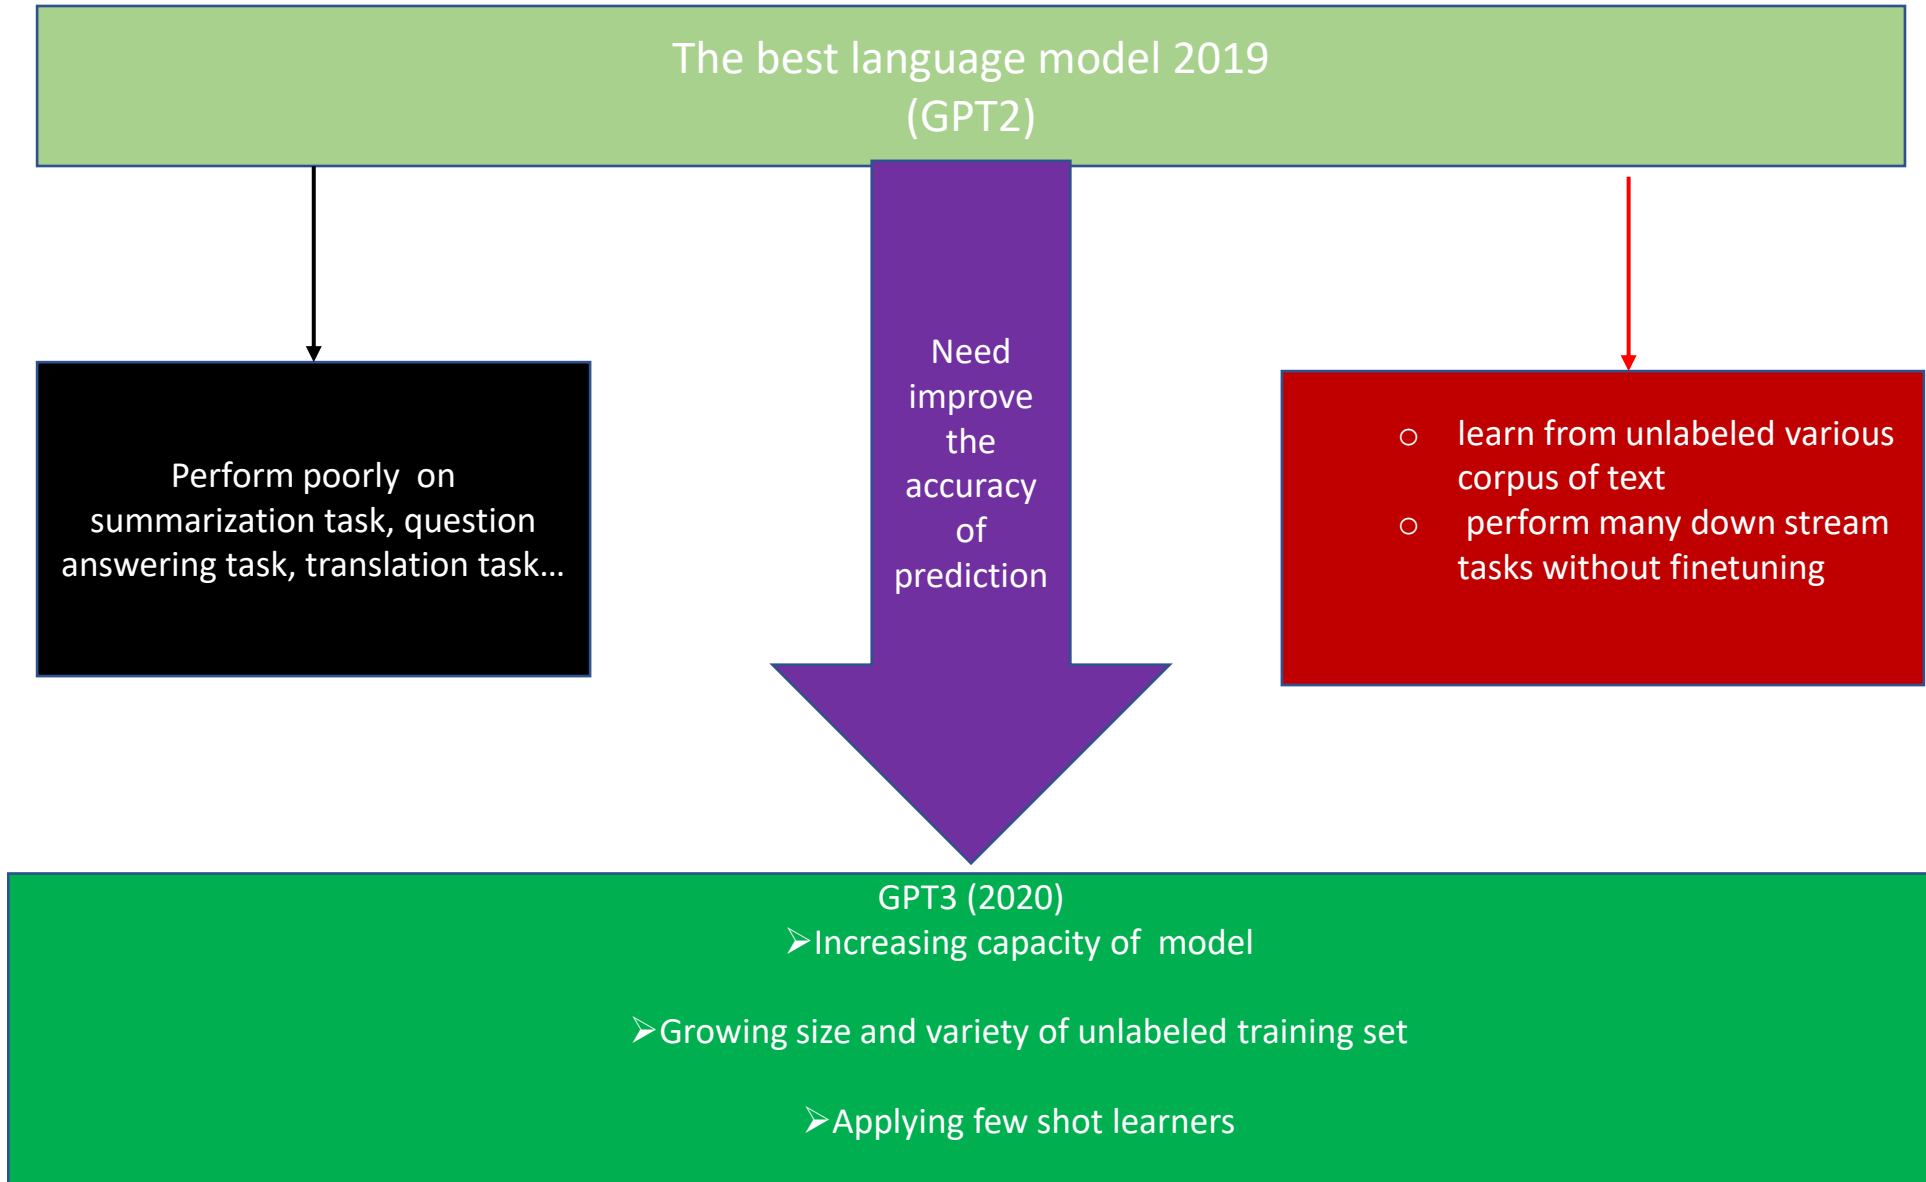 The best language model 2019
(GPT2)
Perform poorly  on
summarization task, question
answering task, translation task...
Need
improve
the
accuracy
of
prediction
o learn from unlabeled various
corpus of text
o  perform many down stream
tasks without finetuning
GPT3 (2020)
➢Increasing capacity of  model
➢Growing size and variety of unlabeled training set
➢Applying few shot learners